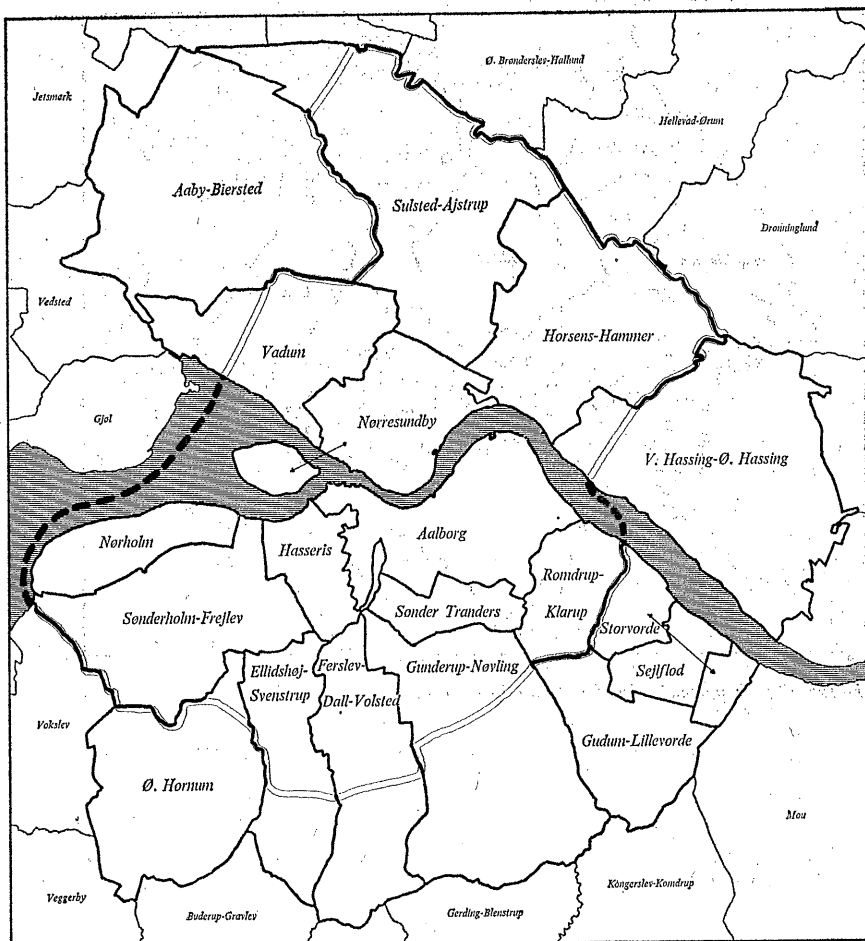 Ø. Brønderslev-Hallund
Jetsmark
Hellevad-Ørum
Aaby-Biersted
Sulsted-Ajstrup
Dronninglund
Vedsted
Vadum
Horsens-Hammer
Gjøl
Nørresundby
V. Hassing-Ø. Hassing
Nørholm
Hasseris
Aalborg
Romdrup-
Klarup
Sønderholm-Frejlev
Sønder Tranders
Storvorde
Ellidshøj-
Svenstrup
Ferslev-
Dall-Volsted
Gunderup-Nøvling
Sejlflod
Vokslev
Gudum-Lillevorde
Ø. Hornum
Mou
Veggerby
Buderup-Gravlev
Gerding-Blenstrup
Kongerslev-Komdrup